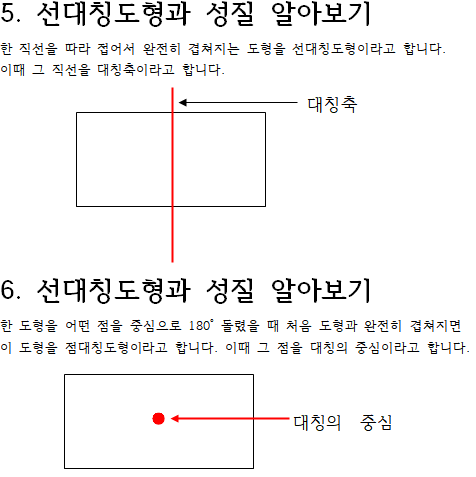 5. 선대칭도형과 성질 알아보기
한 직선을 따라 접어서 완전히 겹쳐지는 도형을 선대칭도형이라고 합니다.
이때 그 직선을 대칭축이라고 합니다.
대칭축
6. 선대칭도형과 성질 알아보기
한 도형을 어떤 점을 중심으로 180° 돌렸을 때 처음 도형과 완전히 겹쳐지면
이 도형을 점대칭도형이라고 합니다. 이때 그 점을 대칭의 중심이라고 합니다.
대칭의 중심